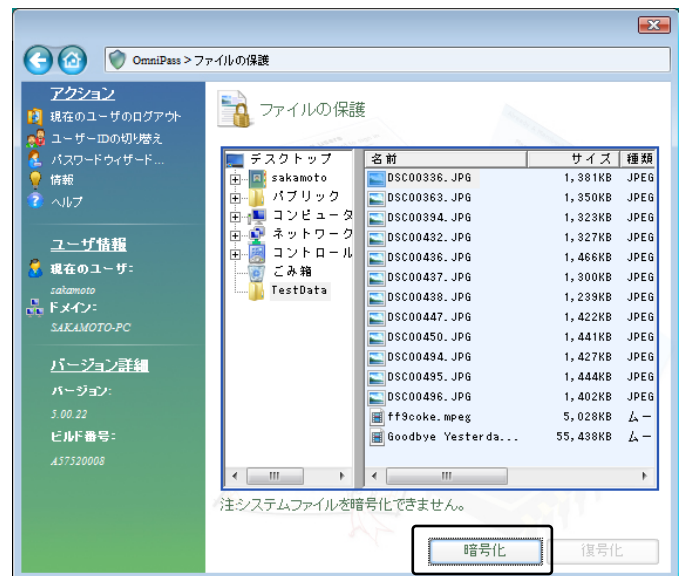 OmniPass > ファイルの保護
アクション
現在のユーザのログアウト
ユーザーIDの切り替え
パスワードウィザード...
情報
ヘルプ
ユーザ情報
現在のユーザ:
sakamoto
ドメイン:
SAKAMOTO-PC
バージョン詳細
バージョン:
5.00.22
ビルド番号:
A57520008
ファイルの保護
デスクトップ
sakamoto
パブリック
コンピュータ
ネットワーク
コントロール
ごみ箱
TestData
名前 サイズ 種類
DSC00336.JPG 1,381KB JPEG
DSC00363.JPG 1,350KB JPEG
DSC00394.JPG 1,323KB JPEG
DSC00432.JPG 1,327KB JPEG
DSC00436.JPG 1,466KB JPEG
DSC00437.JPG 1,300KB JPEG
DSC00438.JPG 1,239KB JPEG
DSC00447.JPG 1,422KB JPEG
DSC00450.JPG 1,441KB JPEG
DSC00494.JPG 1,427KB JPEG
DSC00495.JPG 1,444KB JPEG
DSC00496.JPG 1,402KB JPEG
ff9coke.mpeg 5,028KB ムー
Goodbye Yesterda... 55,438KB ムー
注:システムファイルを暗号化できません。
暗号化 復号化